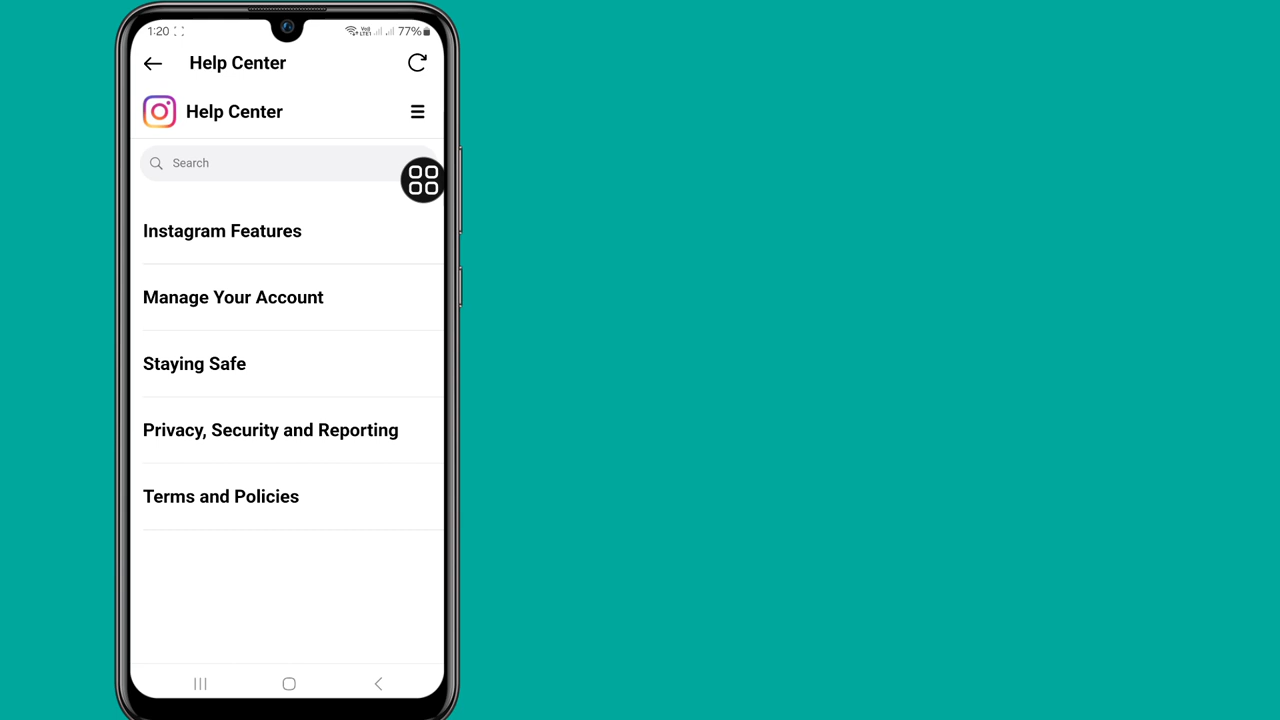 1:20 77%
Help Center
Help Center
Search
Instagram Features
Manage Your Account
Staying Safe
Privacy, Security and Reporting
Terms and Policies